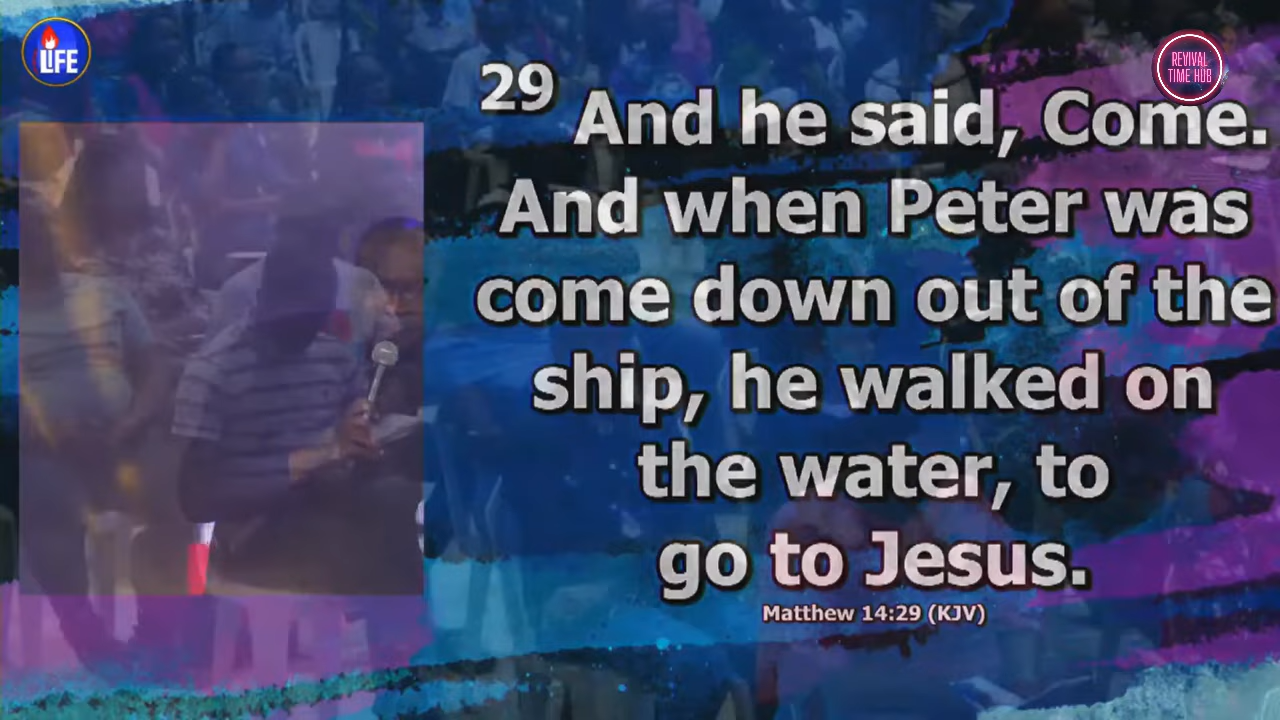 LIFE
REVIVAL
TIME HUB
29 And he said, Come.
And when Peter was
come down out of the
ship, he walked on
the water, to
go to Jesus.
Matthew 14:29 (KJV)